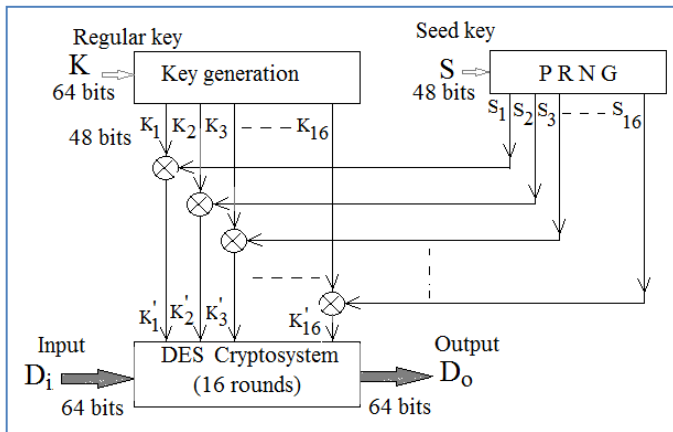 Regular key
K
64 bits
Key generation
Seed key
S
48 bits
P R N G
48 bits
K1 K2 K3 K16
S1 S2 S3 S16
K'1 K'2 K'3 K'16
Input
Di
64 bits
DES Cryptosystem
(16 rounds)
Output
Do
64 bits